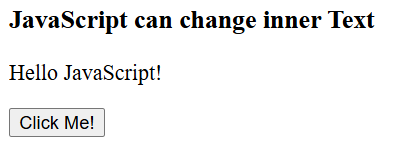 JavaScript can change inner Text
Hello JavaScript!
Click Me!